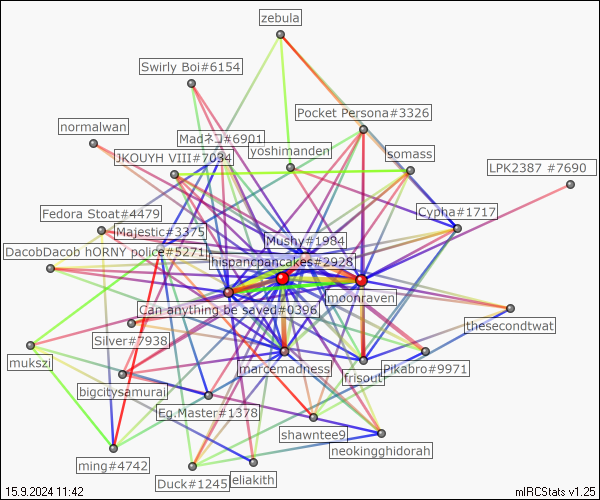 zebula
Swirly Boi#6154
Pocket Persona#3326
normalwan
Madネコ#6901
yoshimanden
somass
JKOUYH VIII#7034
LPK2387 #7690
Fedora Stoat#4479
Cypha#1717
Majestic#3375
Mushy#1984
DacobDacob hORNY police#5271
hispancpancakes#2928
moonraven
Can anything be saved#0396
thesecondtwat
Silver#7938
mukszi
marcemadness
Pikabro#9971
frisout
bigcitysamurai
Eg.Master#1378
shawntee9
neokingghidorah
ming#4742
eliakith
Duck#1245
15.9.2024 11:42
mIRCStats v1.25